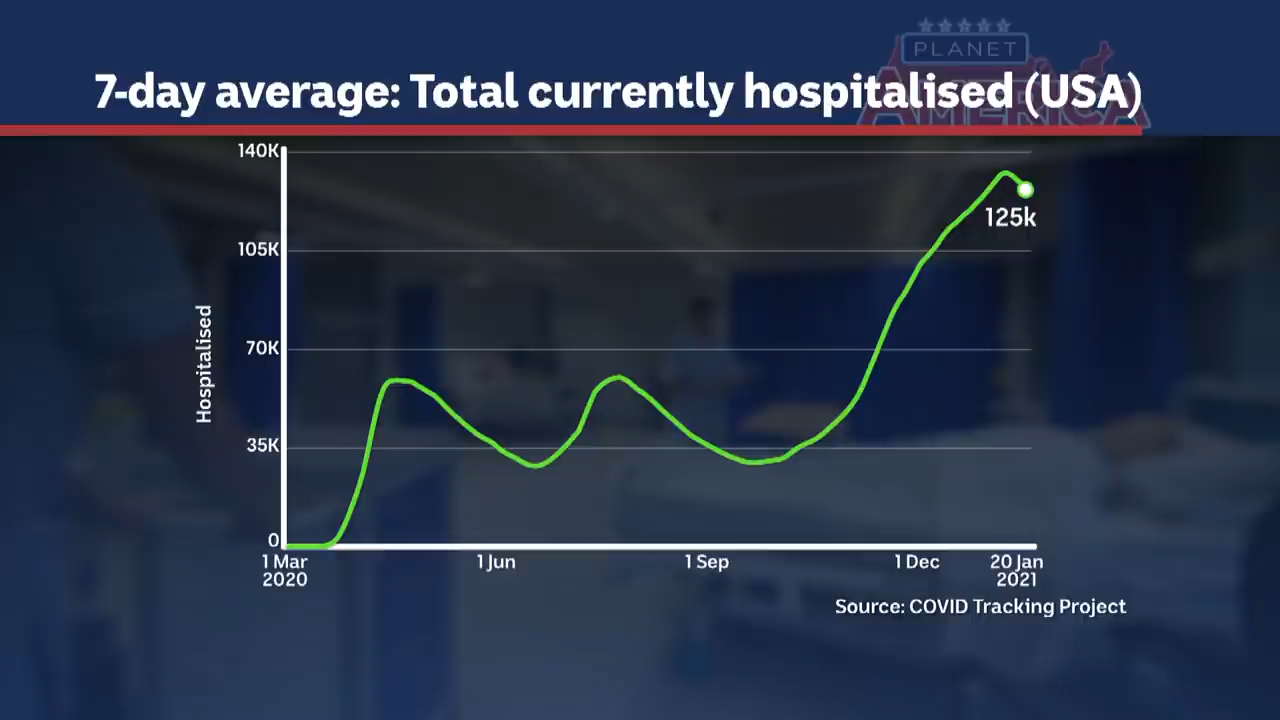 PLANET
AMERICA
7-day average: Total currently hospitalised (USA)
140K
105K
70K
35K
0
Hospitalised
125k
1 Mar
2020
1 Jun
1 Sep
1 Dec
20 Jan
2021
Source: COVID Tracking Project